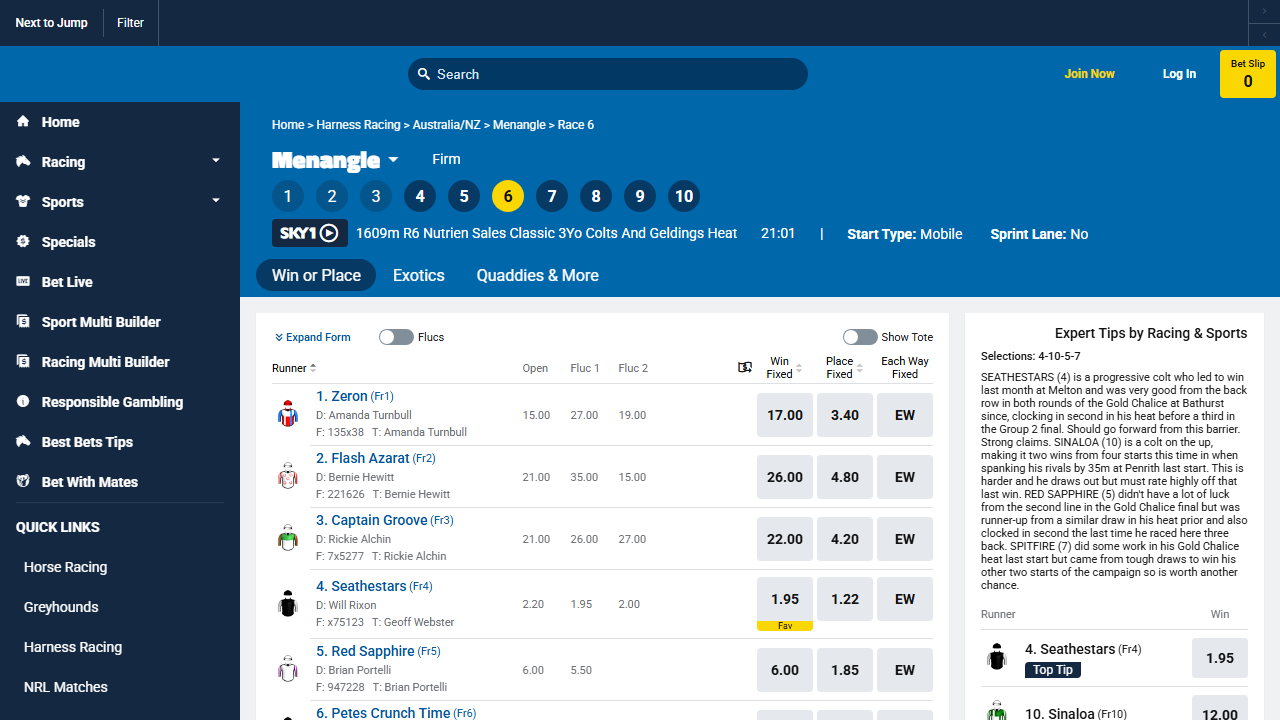 Next to Jump
Filter
Search
Join Now
Log In
Bet Slip
0
Home
Racing
Sports
Specials
LIVE Bet Live
Sport Multi Builder
Racing Multi Builder
Responsible Gambling
Best Bets Tips
Bet With Mates
QUICK LINKS
Horse Racing
Greyhounds
Harness Racing
NRL Matches
Home > Harness Racing > Australia/NZ > Menangle > Race 6
Menangle Firm
1 2 3 4 5 6 7 8 9 10
SKY1 1609m R6 Nutrien Sales Classic 3Yo Colts And Geldings Heat 21:01 | Start Type: Mobile Sprint Lane: No
Win or Place Exotics Quaddies & More
Expand Form Flucs Show Tote
Runner Open Fluc 1 Fluc 2 Win Fixed Place Fixed Each Way Fixed
1. Zeron (Fr1)
D: Amanda Turnbull 15.00 27.00 19.00 17.00 3.40 EW
F: 135x38 T: Amanda Turnbull
2. Flash Azarat (Fr2)
D: Bernie Hewitt 21.00 35.00 15.00 26.00 4.80 EW
F: 221626 T: Bernie Hewitt
3. Captain Groove (Fr3)
D: Rickie Alchin 21.00 26.00 27.00 22.00 4.20 EW
F: 7x5277 T: Rickie Alchin
4. Seathestars (Fr4)
D: Will Rixon 2.20 1.95 2.00 1.95 1.22 EW
F: x75123 T: Geoff Webster Fav
5. Red Sapphire (Fr5)
D: Brian Portelli 6.00 5.50 6.00 1.85 EW
F: 947228 T: Brian Portelli
6. Petes Crunch Time (Fr6)
Expert Tips by Racing & Sports
Selections: 4-10-5-7
SEATHESTARS (4) is a progressive colt who led to win
last month at Melton and was very good from the back
row in both rounds of the Gold Chalice at Bathurst
since, clocking in second in his heat before a third in
the Group 2 final. Should go forward from this barrier.
Strong claims. SINALOA (10) is a colt on the up,
making it two wins from four starts this time in when
spanking his rivals by 35m at Penrith last start. This is
harder and he draws out but must rate highly off that
last win. RED SAPPHIRE (5) didn't have a lot of luck
from the second line in the Gold Chalice final but was
runner-up from a similar draw in his heat prior and also
clocked in second the last time he raced here three
back. SPITFIRE (7) did some work in his Gold Chalice
heat last start but came from tough draws to win his
other two starts of the campaign so is worth another
chance.
Runner Win
4. Seathestars (Fr4) 1.95
Top Tip
10. Sinaloa (Fr10) 12.00